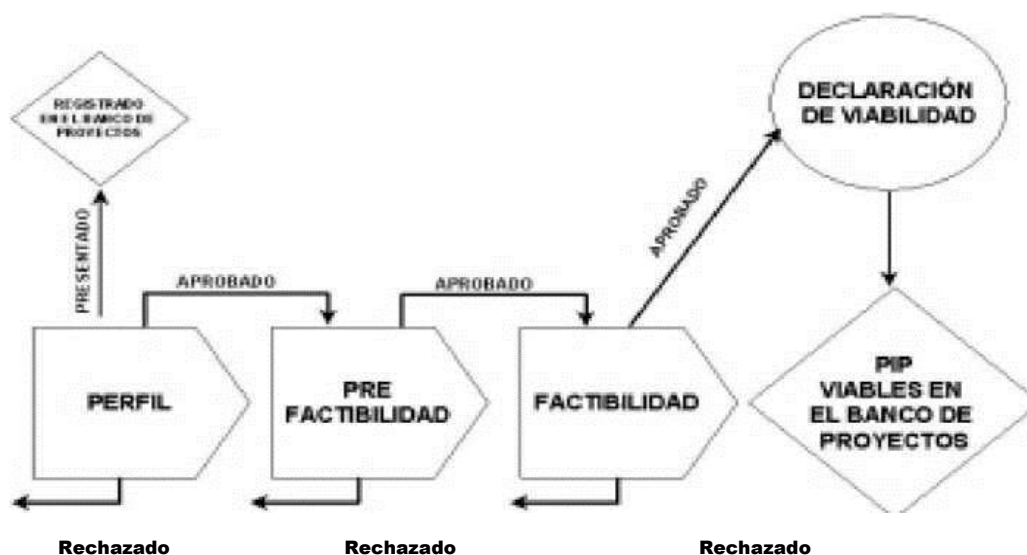 REGISTRADO
EN EL BANCO DE
PROYECTOS
DECLARACIÓN
DE VIABILIDAD
PRESENTADO
APROBADO
APROBADO
APROBADO
PERFIL
PRE
FACTIBILIDAD
FACTIBILIDAD
PIP
VIABLES EN
EL BANCO DE
PROYECTOS
Rechazado
Rechazado
Rechazado